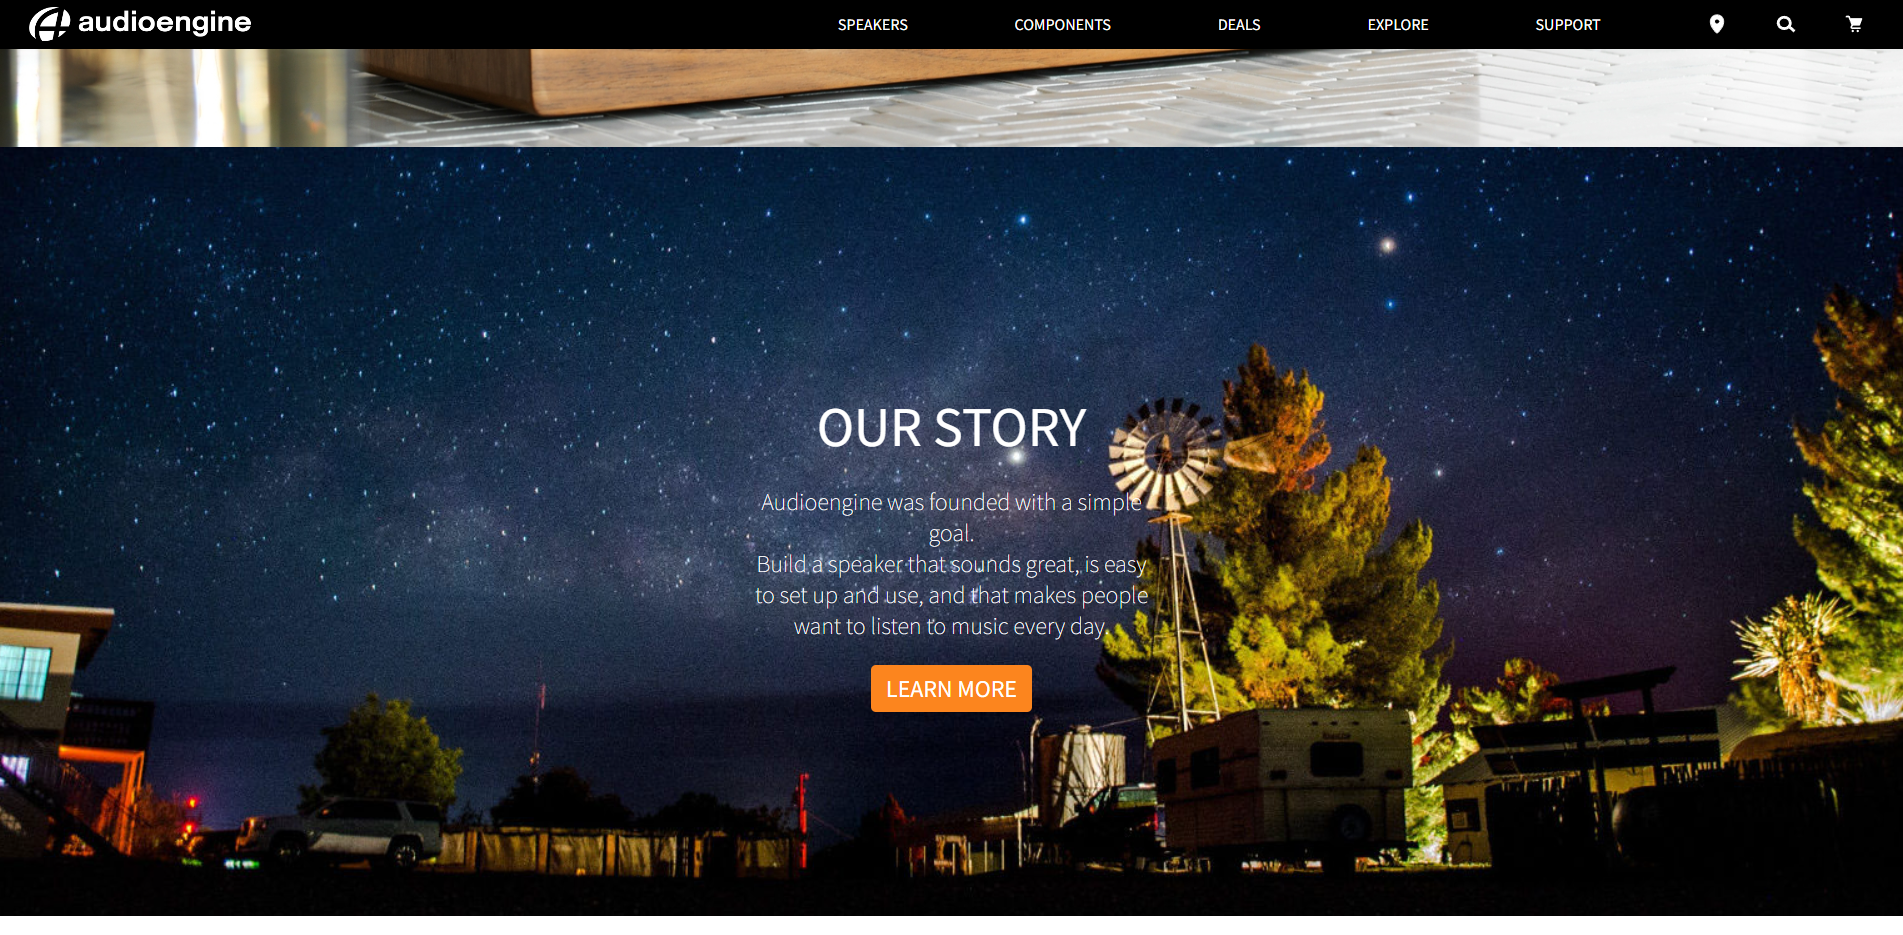 audioengine
SPEAKERS
COMPONENTS
DEALS
EXPLORE
SUPPORT
OUR STORY
Audioengine was founded with a simple
goal.
Build a speaker that sounds great, is easy
to set up and use, and that makes people
want to listen to music every day.
LEARN MORE